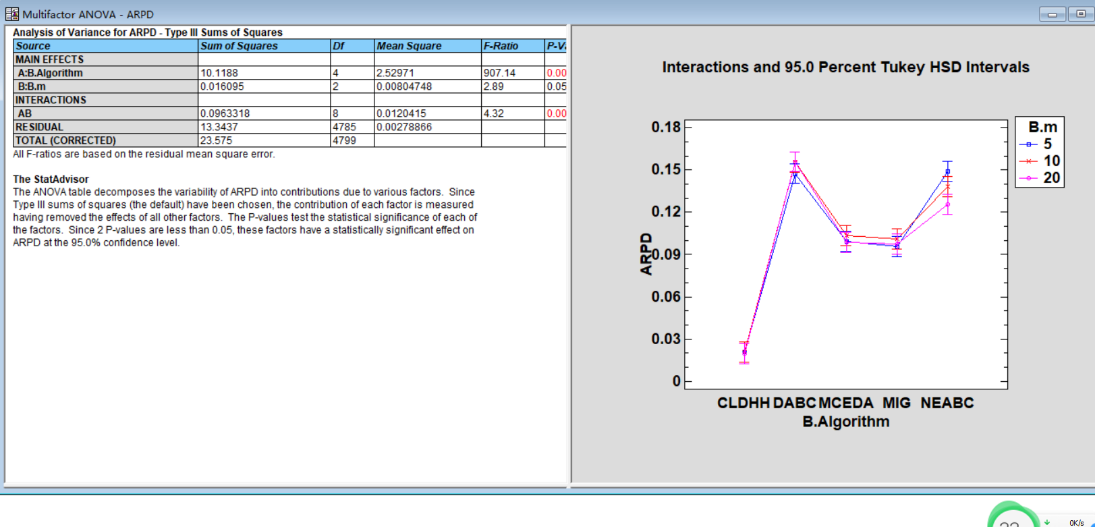 Multifactor ANOVA - ARPD
Analysis of Variance for ARPD - Type III Sums of Squares
Source Sum of Squares Df Mean Square F-Ratio
MAIN EFFECTS
A:B.Algorithm 10.1188 4 2.52971 907.14 0.00
B:B.m 0.016095 2 0.00804748 2.89 0.05
INTERACTIONS
AB 0.0963318 8 0.0120415 4.32 0.00
RESIDUAL 13.3437 4785 0.00278866
TOTAL (CORRECTED) 23.575 4799
All F-ratios are based on the residual mean square error.
The StatAdvisor
The ANOVA table decomposes the variability of ARPD into contributions due to various factors. Since
Type III sums of squares (the default) have been chosen, the contribution of each factor is measured
having removed the effects of all other factors. The P-values test the statistical significance of each of
the factors. Since 2 P-values are less than 0.05, these factors have a statistically significant effect on
ARPD at the 95.0% confidence level.
Interactions and 95.0 Percent Tukey HSD Intervals
B.m
5
10
20
0.18
0.15
0.12
0.09
0.06
0.03
0
ARPD
CLDHH DABC MCEDA MIG NEABC
B.Algorithm
0K/s